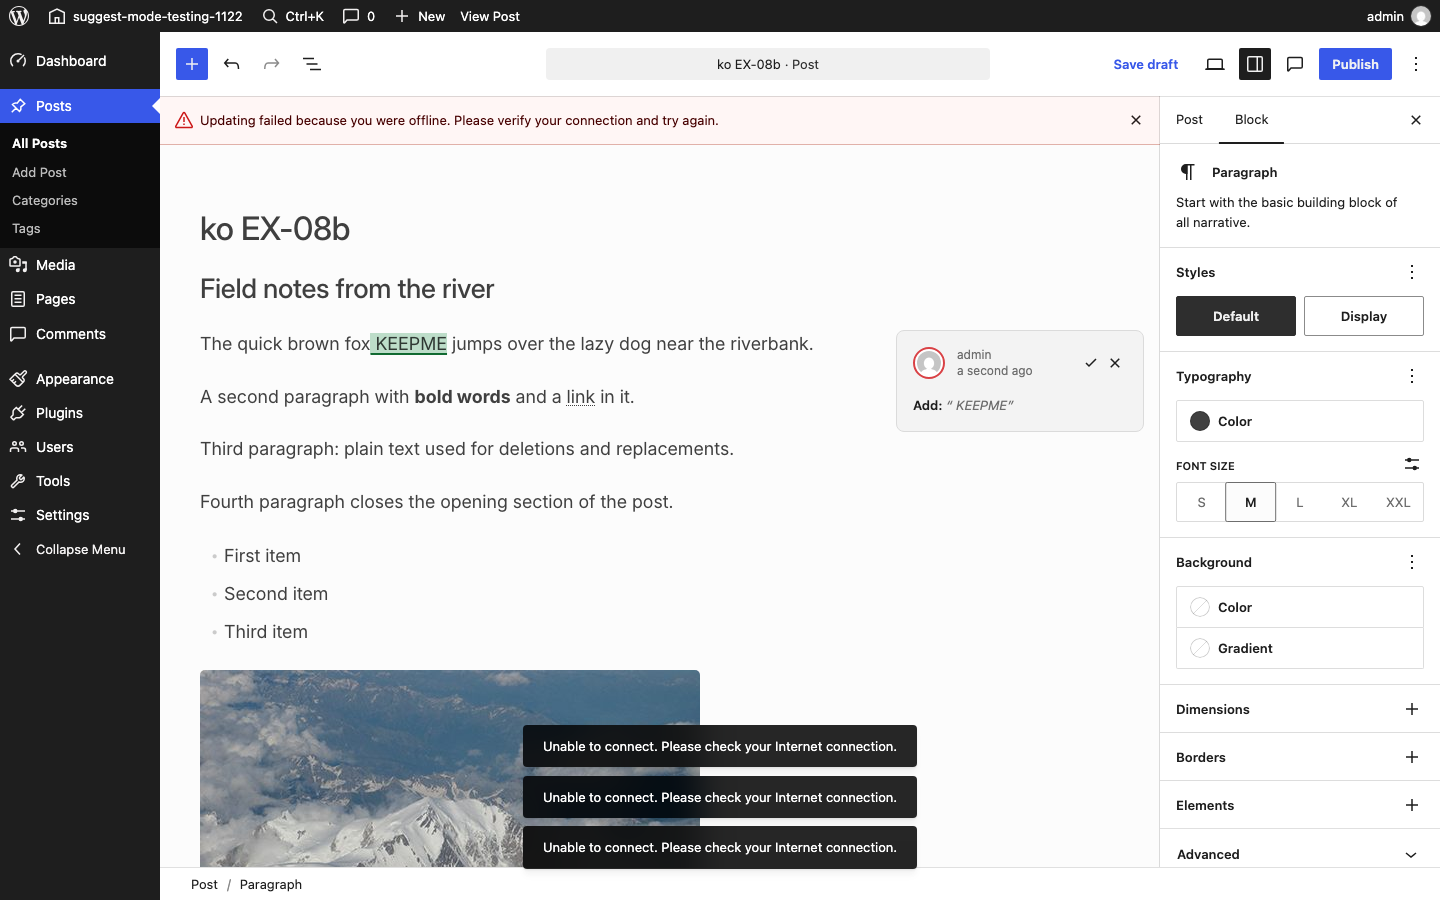 suggest-mode-testing-1122
Ctrl+K
0
New
View Post
admin
Dashboard
Posts
All Posts
Add Post
Categories
Tags
Media
Pages
Comments
Appearance
Plugins
Users
Tools
Settings
Collapse Menu
ko EX-08b · Post
Save draft
Publish
Updating failed because you were offline. Please verify your connection and try again.
ko EX-08b
Field notes from the river
The quick brown fox KEEPME jumps over the lazy dog near the riverbank.
A second paragraph with bold words and a link in it.
Third paragraph: plain text used for deletions and replacements.
Fourth paragraph closes the opening section of the post.
First item
Second item
Third item
admin
a second ago
Add: “ KEEPME”
Unable to connect. Please check your Internet connection.
Unable to connect. Please check your Internet connection.
Unable to connect. Please check your Internet connection.
Post / Paragraph
Post
Block
Paragraph
Start with the basic building block of
all narrative.
Styles
Default
Display
Typography
Color
FONT SIZE
S M L XL XXL
Background
Color
Gradient
Dimensions
Borders
Elements
Advanced